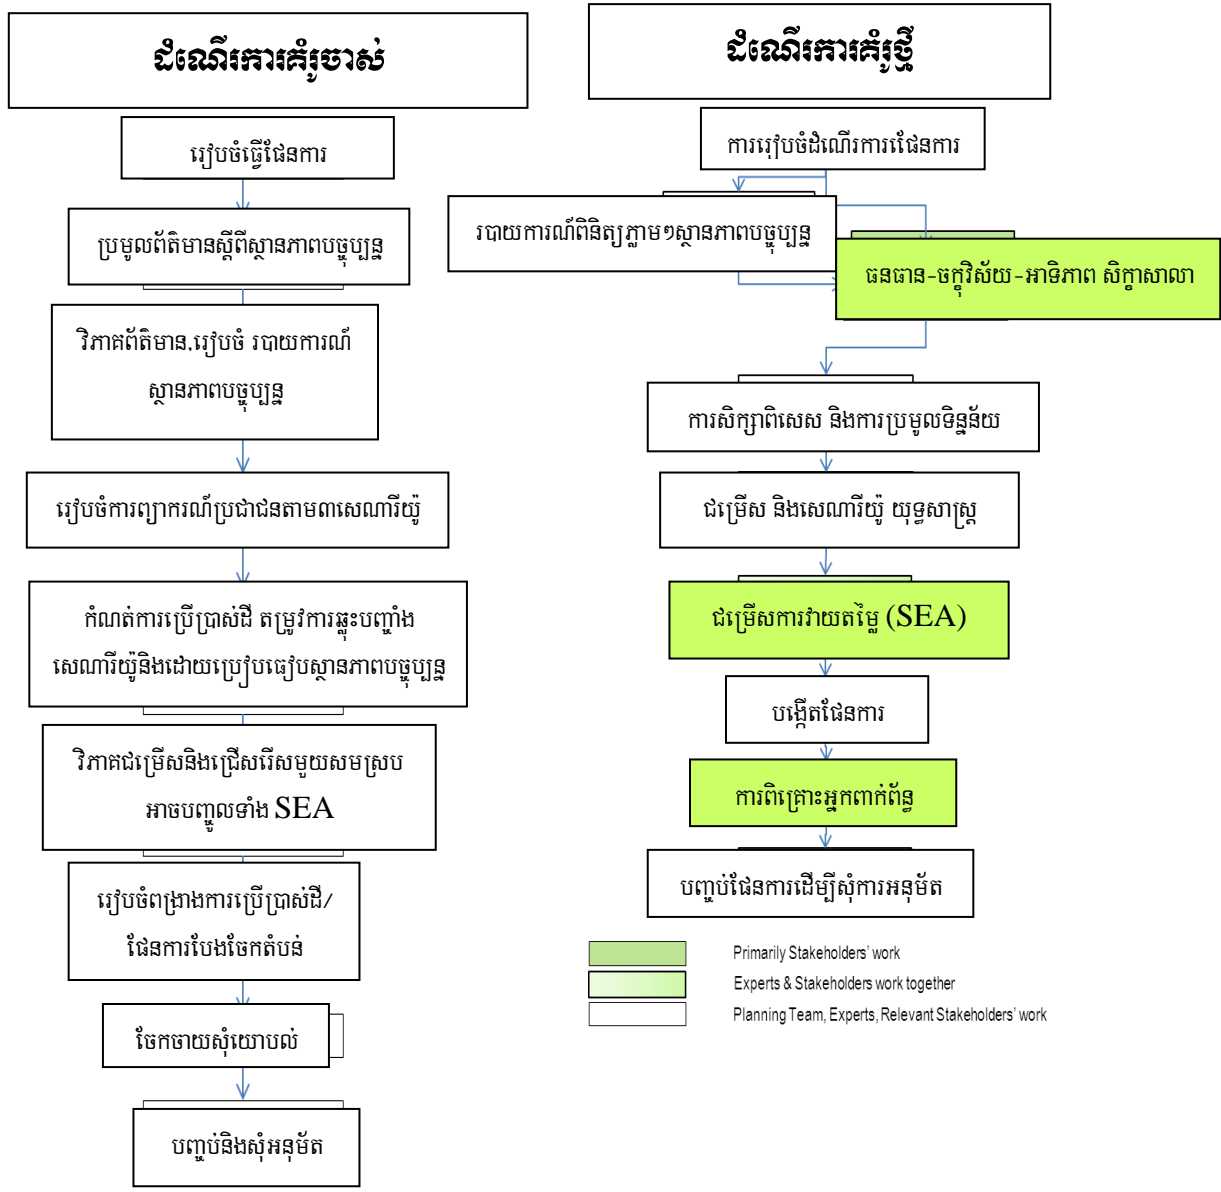 ដំណើរការគំរូចាស់
រៀបចំធ្វើផែនការ
ប្រមូលព័ត៌មានស្តីពីស្ថានភាពបច្ចុប្បន្ន
វិភាគព័ត៌មាន,រៀបចំ របាយការណ៍
ស្ថានភាពបច្ចុប្បន្ន
រៀបចំការព្យាករណ៍ប្រជាជនតាម៣សេណារីយ៉ូ
កំណត់ការប្រើប្រាស់ដី តម្រូវការឆ្លុះបញ្ចាំង
សេណារីយ៉ូនិងដោយប្រៀបធៀបស្ថានភាពបច្ចុប្បន្ន
វិភាគជម្រើសនិងជ្រើសរើសមួយសមស្រប
អាចបញ្ចូលទាំង SEA
រៀបចំពង្រាងការប្រើប្រាស់ដី/
ផែនការបែងចែកតំបន់
ចែកចាយសុំយោបល់
បញ្ចប់និងសុំអនុម័ត
ដំណើរការគំរូថ្មី
ការរៀបចំដំណើរការផែនការ
របាយការណ៍ពិនិត្យភ្លាមៗស្ថានភាពបច្ចុប្បន្ន
ធនធាន-ចក្ខុវិស័យ-អាទិភាព សិក្ខាសាលា
ការសិក្សាពិសេស និងការប្រមូលទិន្នន័យ
ជម្រើស និងសេណារីយ៉ូ យុទ្ធសាស្ត្រ
ជម្រើសការវាយតម្លៃ (SEA)
បង្កើតផែនការ
ការពិគ្រោះអ្នកពាក់ព័ន្ធ
បញ្ចប់ផែនការដើម្បីសុំការអនុម័ត
Primarily Stakeholders' work
Experts & Stakeholders work together
Planning Team, Experts, Relevant Stakeholders' work